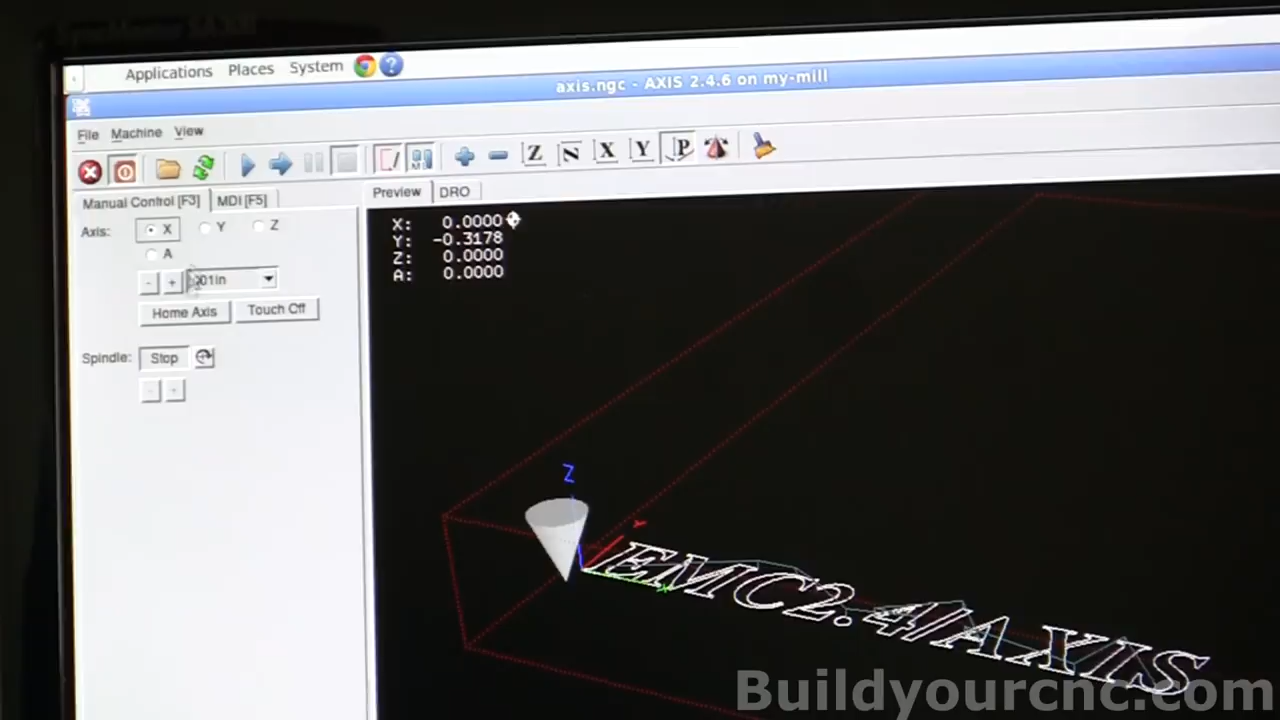 Applications Places System
axis.ngc - AXIS 2.4.6 on my-mill
File Machine View
Z N X Y P
Manual Control [F3] MDI [F5] Preview DRO
Axis: X Y Z
A
- +
Home Axis Touch Off
Spindle: Stop
- +
X: 0.0000
Y: -0.3178
Z: 0.0000
A: 0.0000
Z
EMC2.4/AXIS
Buildyourcnc.com